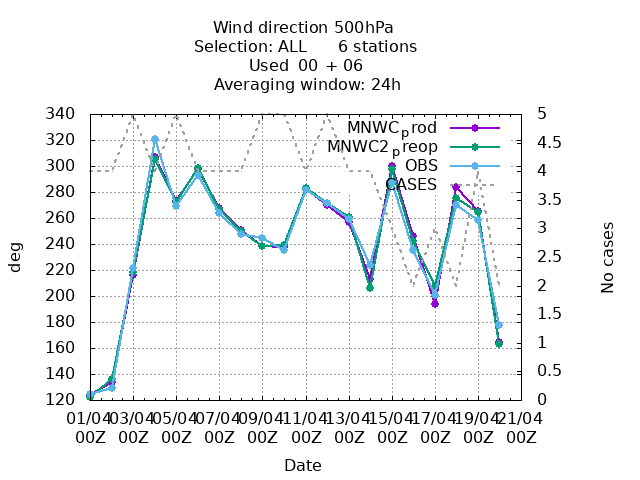 Wind direction 500hPa
Selection: ALL 6 stations
Used 00 + 06
Averaging window: 24h
340
320
300
280
260
240
220
200
180
160
140
120
deg
5
4.5
4
3.5
3
2.5
2
1.5
1
0.5
0
No cases
MNWC_prod
MNWC2_preop
OBS
CASES
01/04 03/04 05/04 07/04 09/04 11/04 13/04 15/04 17/04 19/04 21/04
00Z 00Z 00Z 00Z 00Z 00Z 00Z 00Z 00Z 00Z 00Z
Date